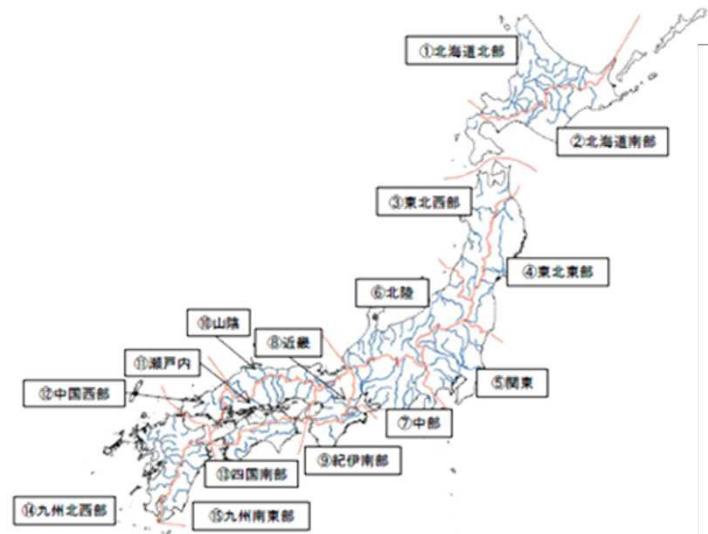 ①北海道北部
②北海道南部
③東北西部
④東北東部
⑤関東
⑥北陸
⑦中部
⑧近畿
⑨紀伊南部
⑩山陰
⑪瀬戸内
⑫中国西部
⑬四国南部
⑭九州北西部
⑮九州南東部